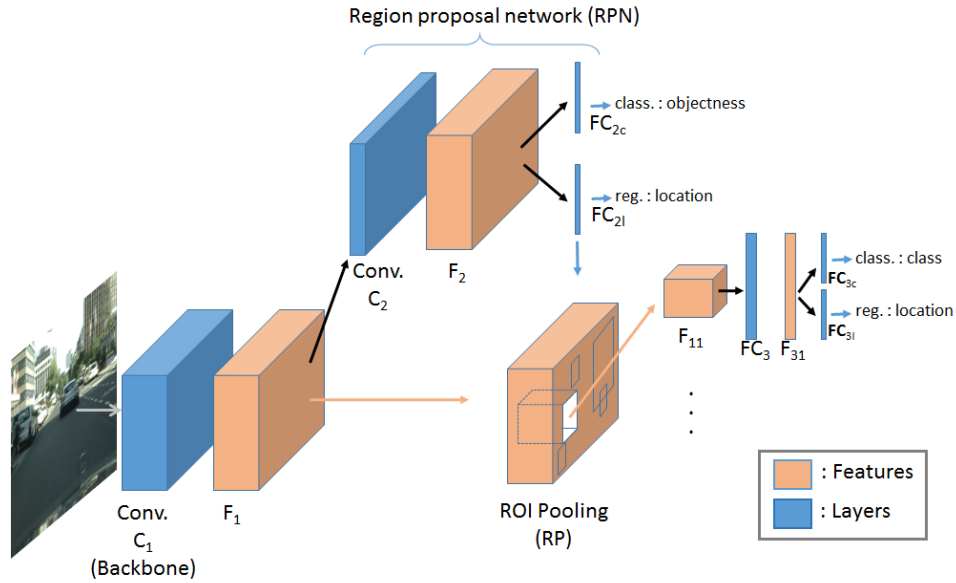 Region proposal network (RPN)
class. : objectness
FC2c
reg. : location
FC2l
Conv.
C2
F2
class. : class
FC3c
reg. : location
FC3l
F11
FC3
F31
Conv.
C1
(Backbone)
F1
ROI Pooling
(RP)
: Features
: Layers